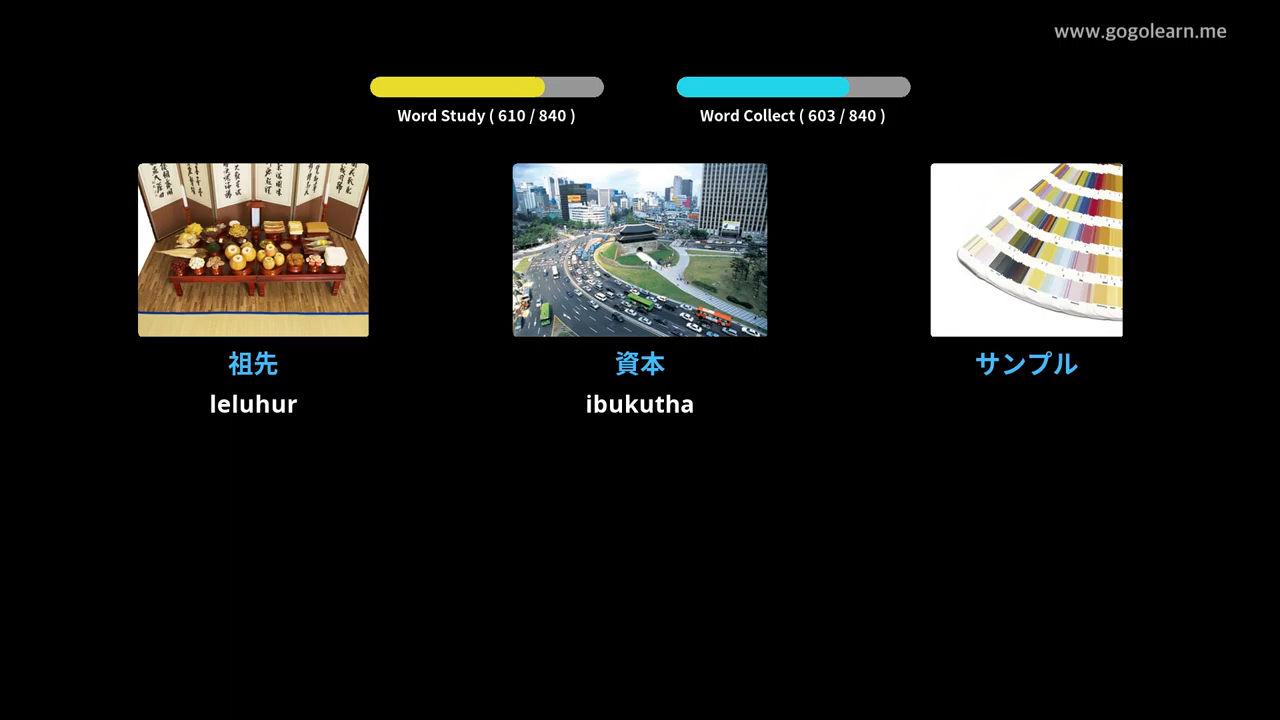 www.gogolearn.me
Word Study ( 610 / 840 )
Word Collect ( 603 / 840 )
祖先
資本
サンプル
leluhur
ibukutha